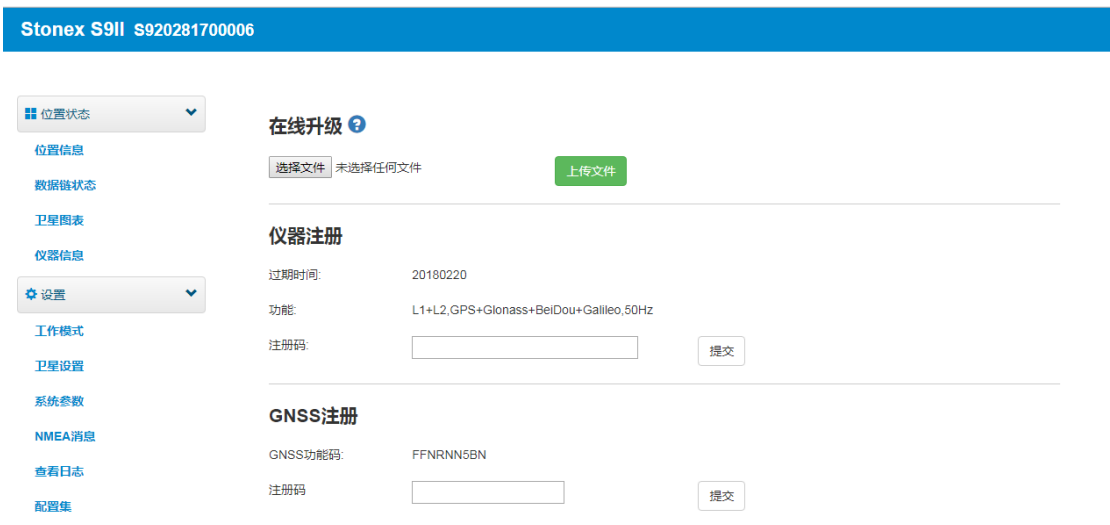 Stonex S9II S920281700006
位置状态
位置信息
数据链状态
卫星图表
仪器信息
设置
工作模式
卫星设置
系统参数
NMEA消息
查看日志
配置集
在线升级
选择文件 未选择任何文件 上传文件
仪器注册
过期时间: 20180220
功能: L1+L2,GPS+Glonass+BeiDou+Galileo,50Hz
注册码: 提交
GNSS注册
GNSS功能码: FFNRNN5BN
注册码 提交